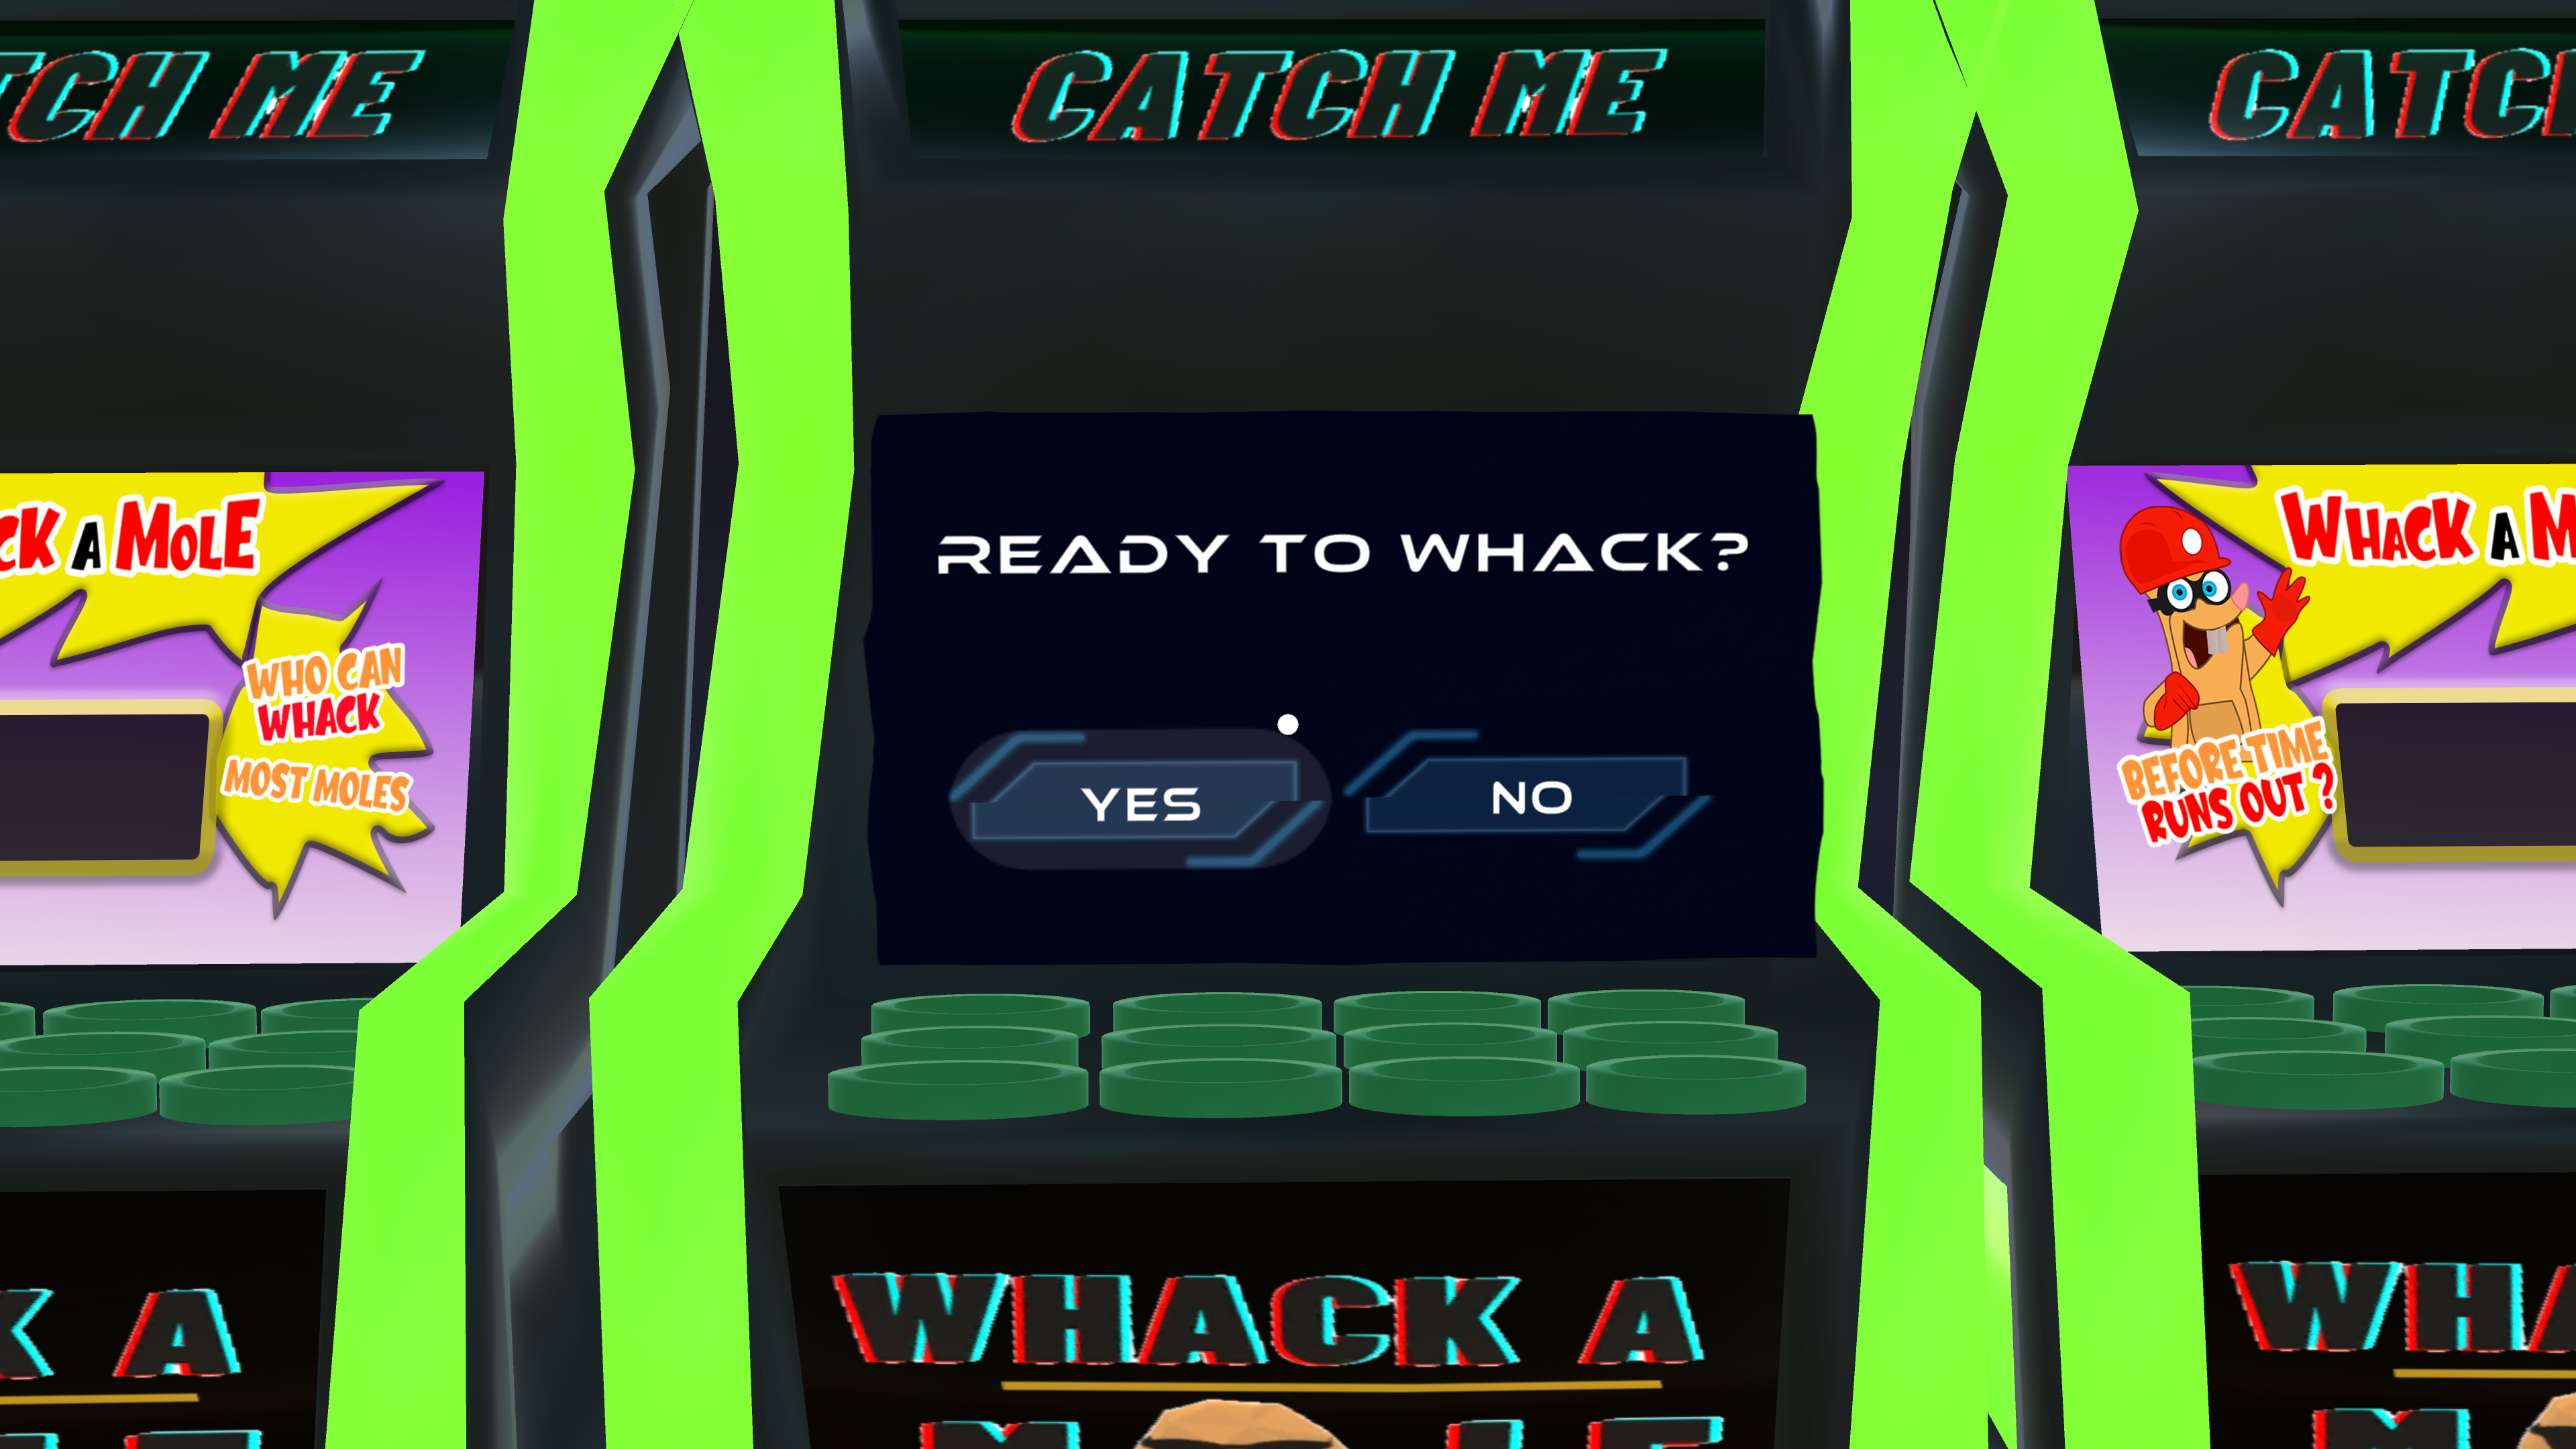 TCH ME
CATCH ME
CATC
CK A MOLE
WHO CAN
WHACK
MOST MOLES
READY TO WHACK?
YES
NO
WHACK A M
BEFORE TIME
RUNS OUT ?
K A
WHACK A
WHA